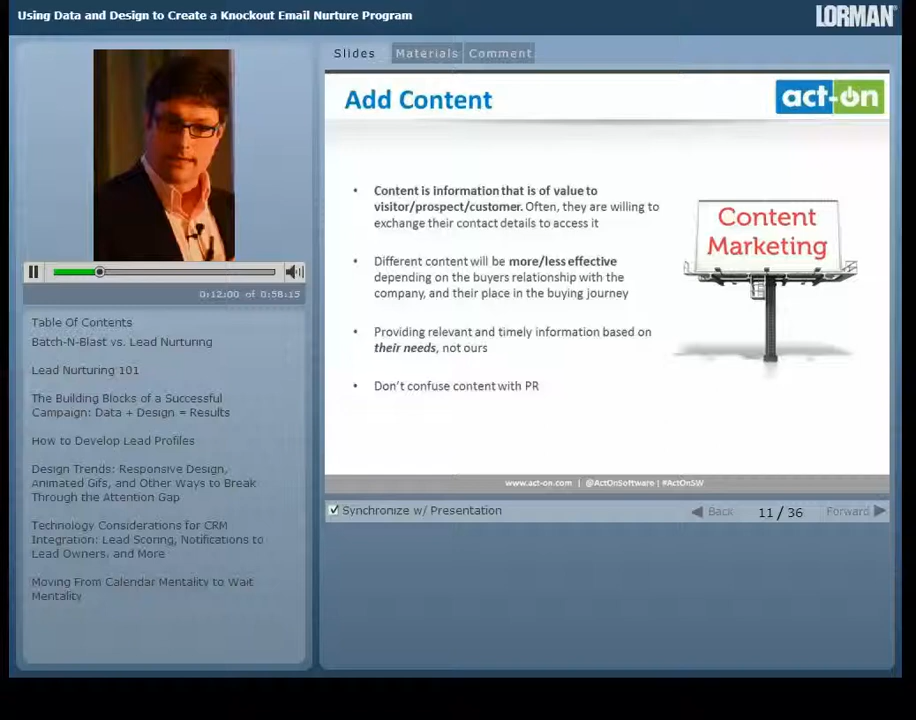 Using Data and Design to Create a Knockout Email Nurture Program
LORMAN
Slides
Materials
Comment
Add Content
act-on
• Content is information that is of value to
visitor/prospect/customer. Often, they are willing to
exchange their contact details to access it
• Different content will be more/less effective
depending on the buyers relationship with the
company, and their place in the buying journey
• Providing relevant and timely information based on
their needs, not ours
• Don't confuse content with PR
Content
Marketing
www.act-on.com | @ActOnSoftware | #ActOnSW
0:12:00 of 0:58:15
Table Of Contents
Batch-N-Blast vs. Lead Nurturing
Lead Nurturing 101
The Building Blocks of a Successful
Campaign: Data + Design = Results
How to Develop Lead Profiles
Design Trends: Responsive Design,
Animated Gifs, and Other Ways to Break
Through the Attention Gap
Technology Considerations for CRM
Integration: Lead Scoring, Notifications to
Lead Owners, and More
Moving From Calendar Mentality to Wait
Mentality
Synchronize w/ Presentation
Back
11 / 36
Forward